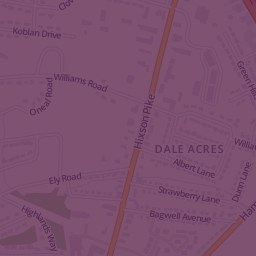 Koblan Drive
Williams Road
O'neal Road
Hixson Pike
DALE ACRES
Albert Lane
Ely Road
Strawberry Lane
Dunn Lane
Bagwell Avenue
Highlands Way